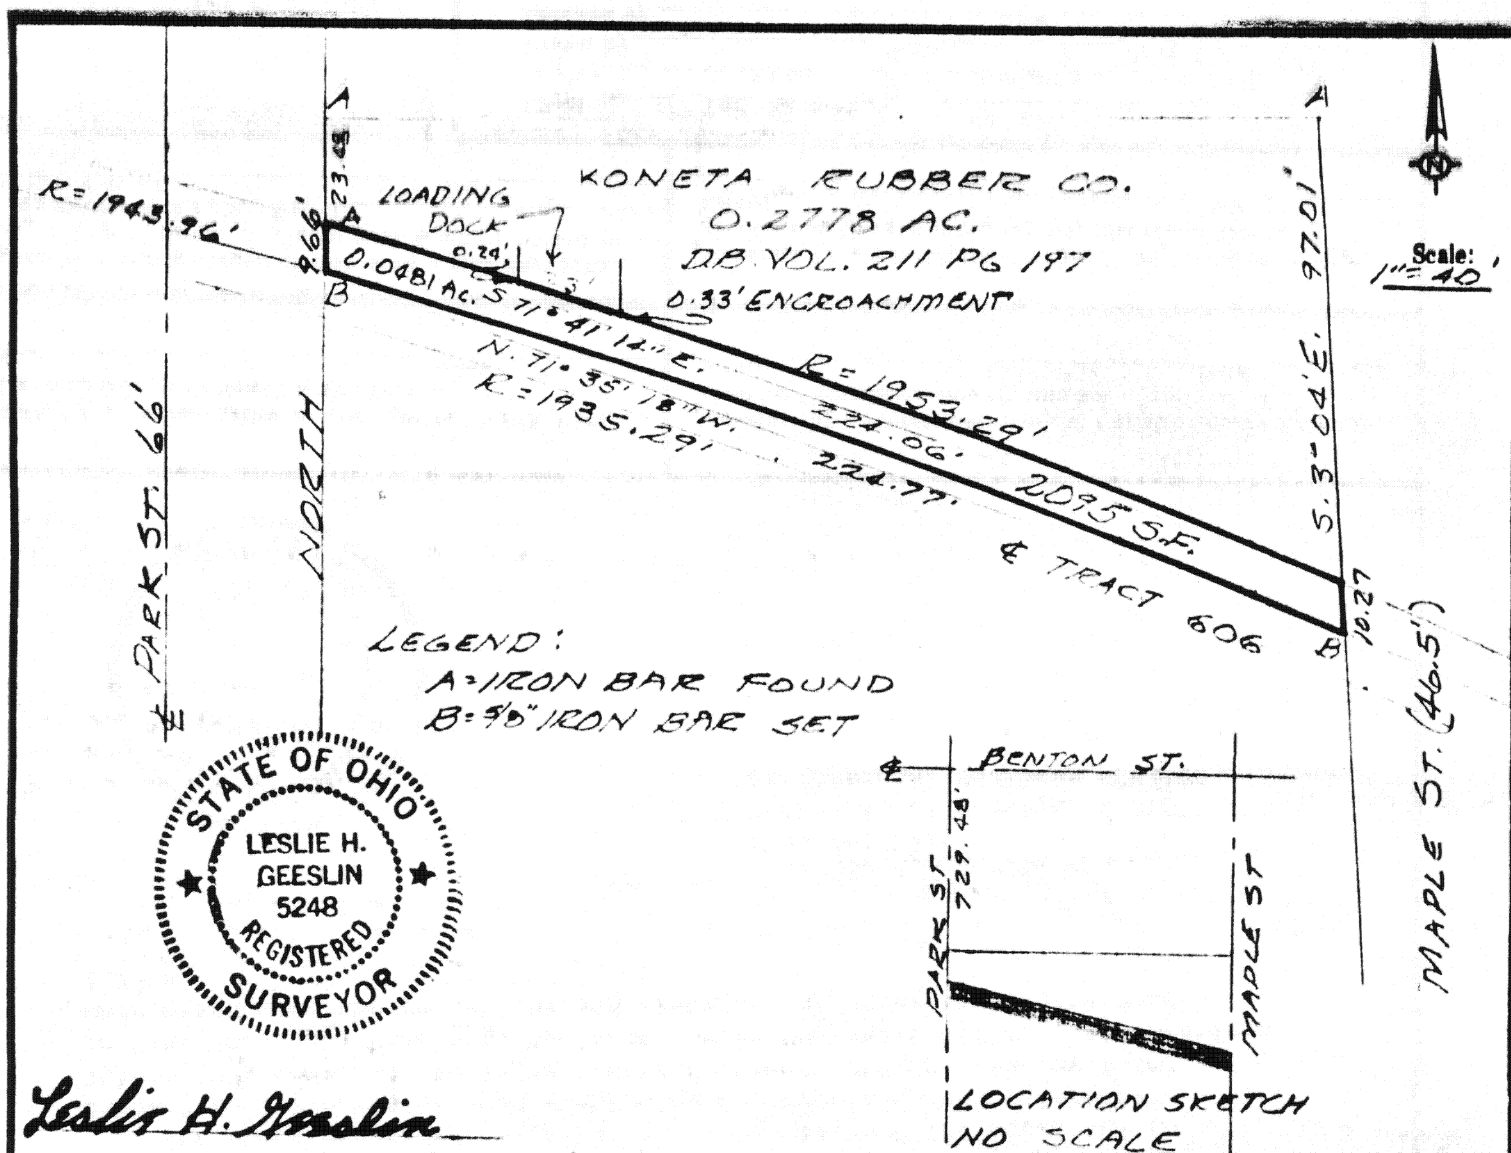 A
A
23.48
R=1943.96'
9.66'
A
B
LOADING
DOCK
0.24'
KONETA RUBBER CO.
0.2778 AC.
D.B. VOL. 211 PG 197
0.33' ENCROACHMENT
S.3°-04'E. 97.01'
Scale:
1"=40'
N
0.0481 Ac.
S 71° 41' 14" E.
R=1953.29'
224.06'
2095 S.F.
N. 71° 35' 18" W.
R=1935.29'
224.77'
℄ TRACT 606
10.27
B
PARK ST. 66'
℄
NORTH
MAPLE ST. (46.5')
LEGEND:
A=IRON BAR FOUND
B=5/8" IRON BAR SET
STATE OF OHIO
LESLIE H.
GEESLIN
5248
REGISTERED
SURVEYOR
Leslie H. Geeslin
℄ BENTON ST.
729.48'
PARK ST
MAPLE ST
LOCATION SKETCH
NO SCALE